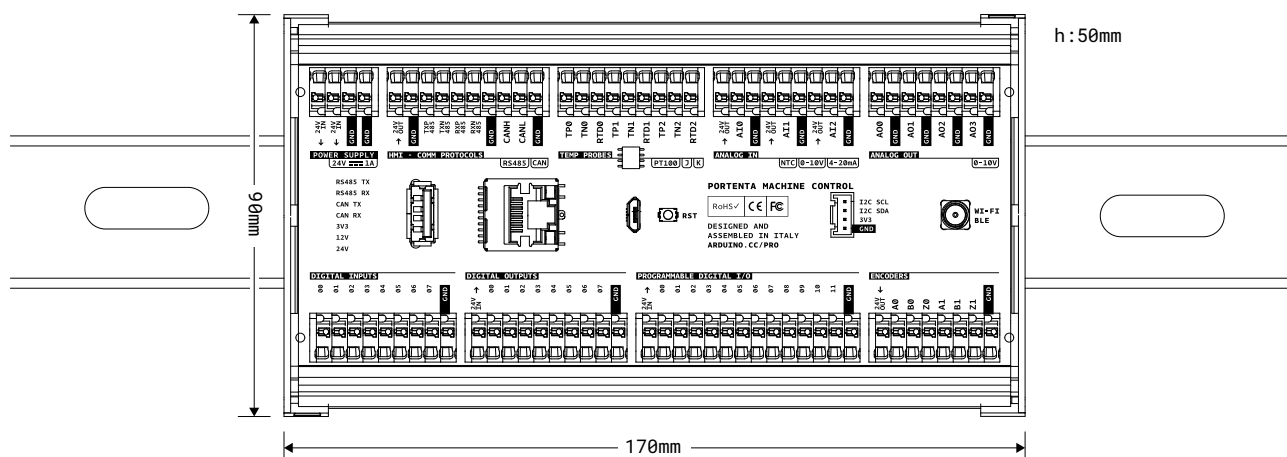 h:50mm
↓ 24V IN
↓ 24V IN
GND
GND
↑ 24V OUT
GND
TXP 485
TXN 485
RXP 485
RXN 485
GND
CANH
CANL
GND
TP0
TN0
RTD0
TP1
TN1
RTD1
TP2
TN2
RTD2
↑ 24V OUT
AI0
GND
↑ 24V OUT
AI1
GND
↑ 24V OUT
AI2
GND
AO0
GND
AO1
GND
AO2
GND
AO3
GND
POWER SUPPLY
24V 1A
HMI - COMM PROTOCOLS
RS485 CAN
TEMP PROBES
PT100 J K
ANALOG IN
NTC 0-10V 4-20mA
ANALOG OUT
0-10V
90mm
RS485 TX
RS485 RX
CAN TX
CAN RX
3V3
12V
24V
RST
PORTENTA MACHINE CONTROL
RoHS✓ CE FC
DESIGNED AND
ASSEMBLED IN ITALY
ARDUINO.CC/PRO
I2C SCL
I2C SDA
3V3
GND
WI-FI
BLE
DIGITAL INPUTS
00 01 02 03 04 05 06 07 GND
DIGITAL OUTPUTS
24V IN ↑ 00 01 02 03 04 05 06 07 GND
PROGRAMMABLE DIGITAL I/O
24V IN ↑ 00 01 02 03 04 05 06 07 08 09 10 11 GND
ENCODERS
24V OUT ↓ A0 B0 Z0 A1 B1 Z1 GND
170mm